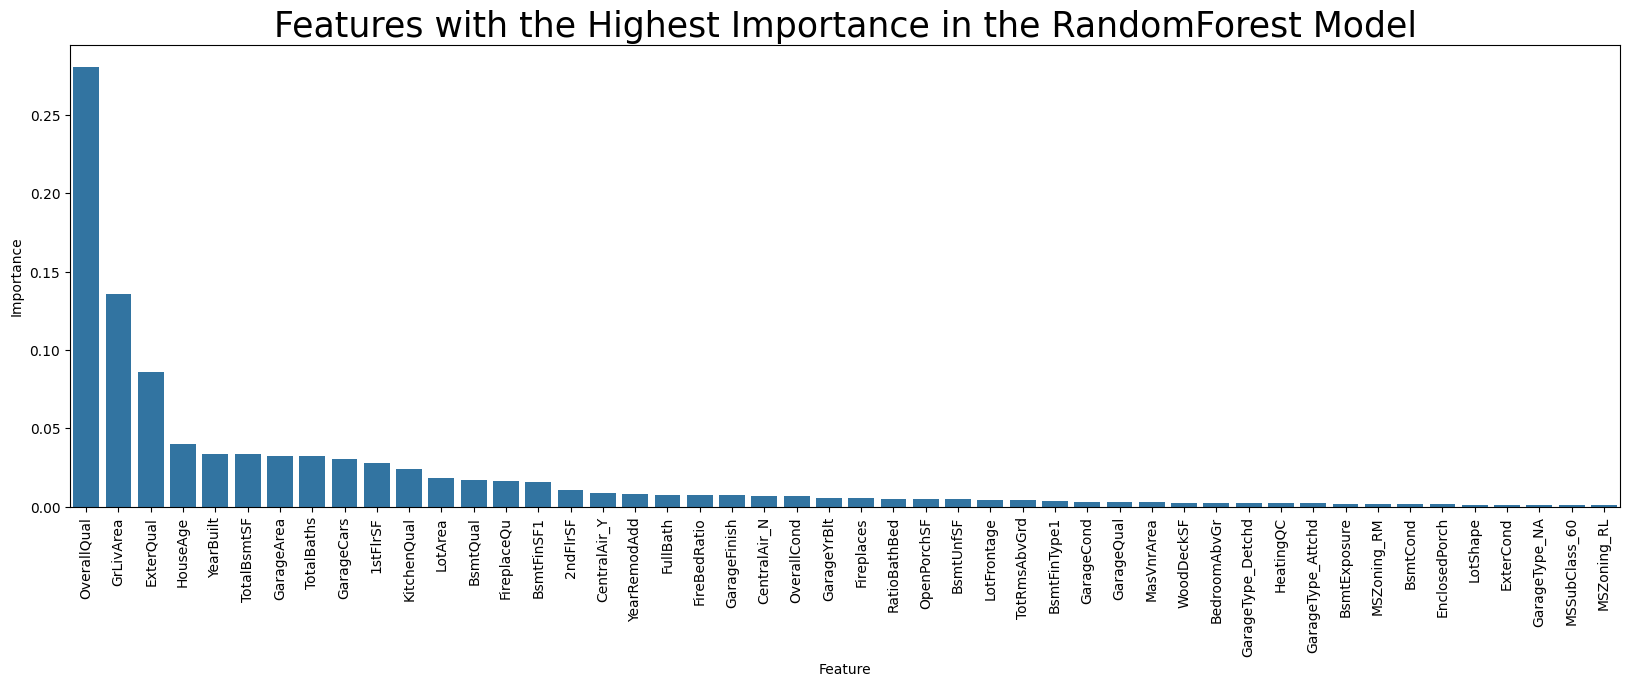 Features with the Highest Importance in the RandomForest Model
Importance
0.25
0.20
0.15
0.10
0.05
0.00
OverallQual
GrLivArea
ExterQual
HouseAge
YearBuilt
TotalBsmtSF
GarageArea
TotalBaths
GarageCars
1stFlrSF
KitchenQual
LotArea
BsmtQual
FireplaceQu
BsmtFinSF1
2ndFlrSF
CentralAir_Y
YearRemodAdd
FullBath
FireBedRatio
GarageFinish
CentralAir_N
OverallCond
GarageYrBlt
Fireplaces
RatioBathBed
OpenPorchSF
BsmtUnfSF
LotFrontage
TotRmsAbvGrd
BsmtFinType1
GarageCond
GarageQual
MasVnrArea
WoodDeckSF
BedroomAbvGr
GarageType_Detchd
HeatingQC
GarageType_Attchd
BsmtExposure
MSZoning_RM
BsmtCond
EnclosedPorch
LotShape
ExterCond
GarageType_NA
MSSubClass_60
MSZoning_RL
Feature